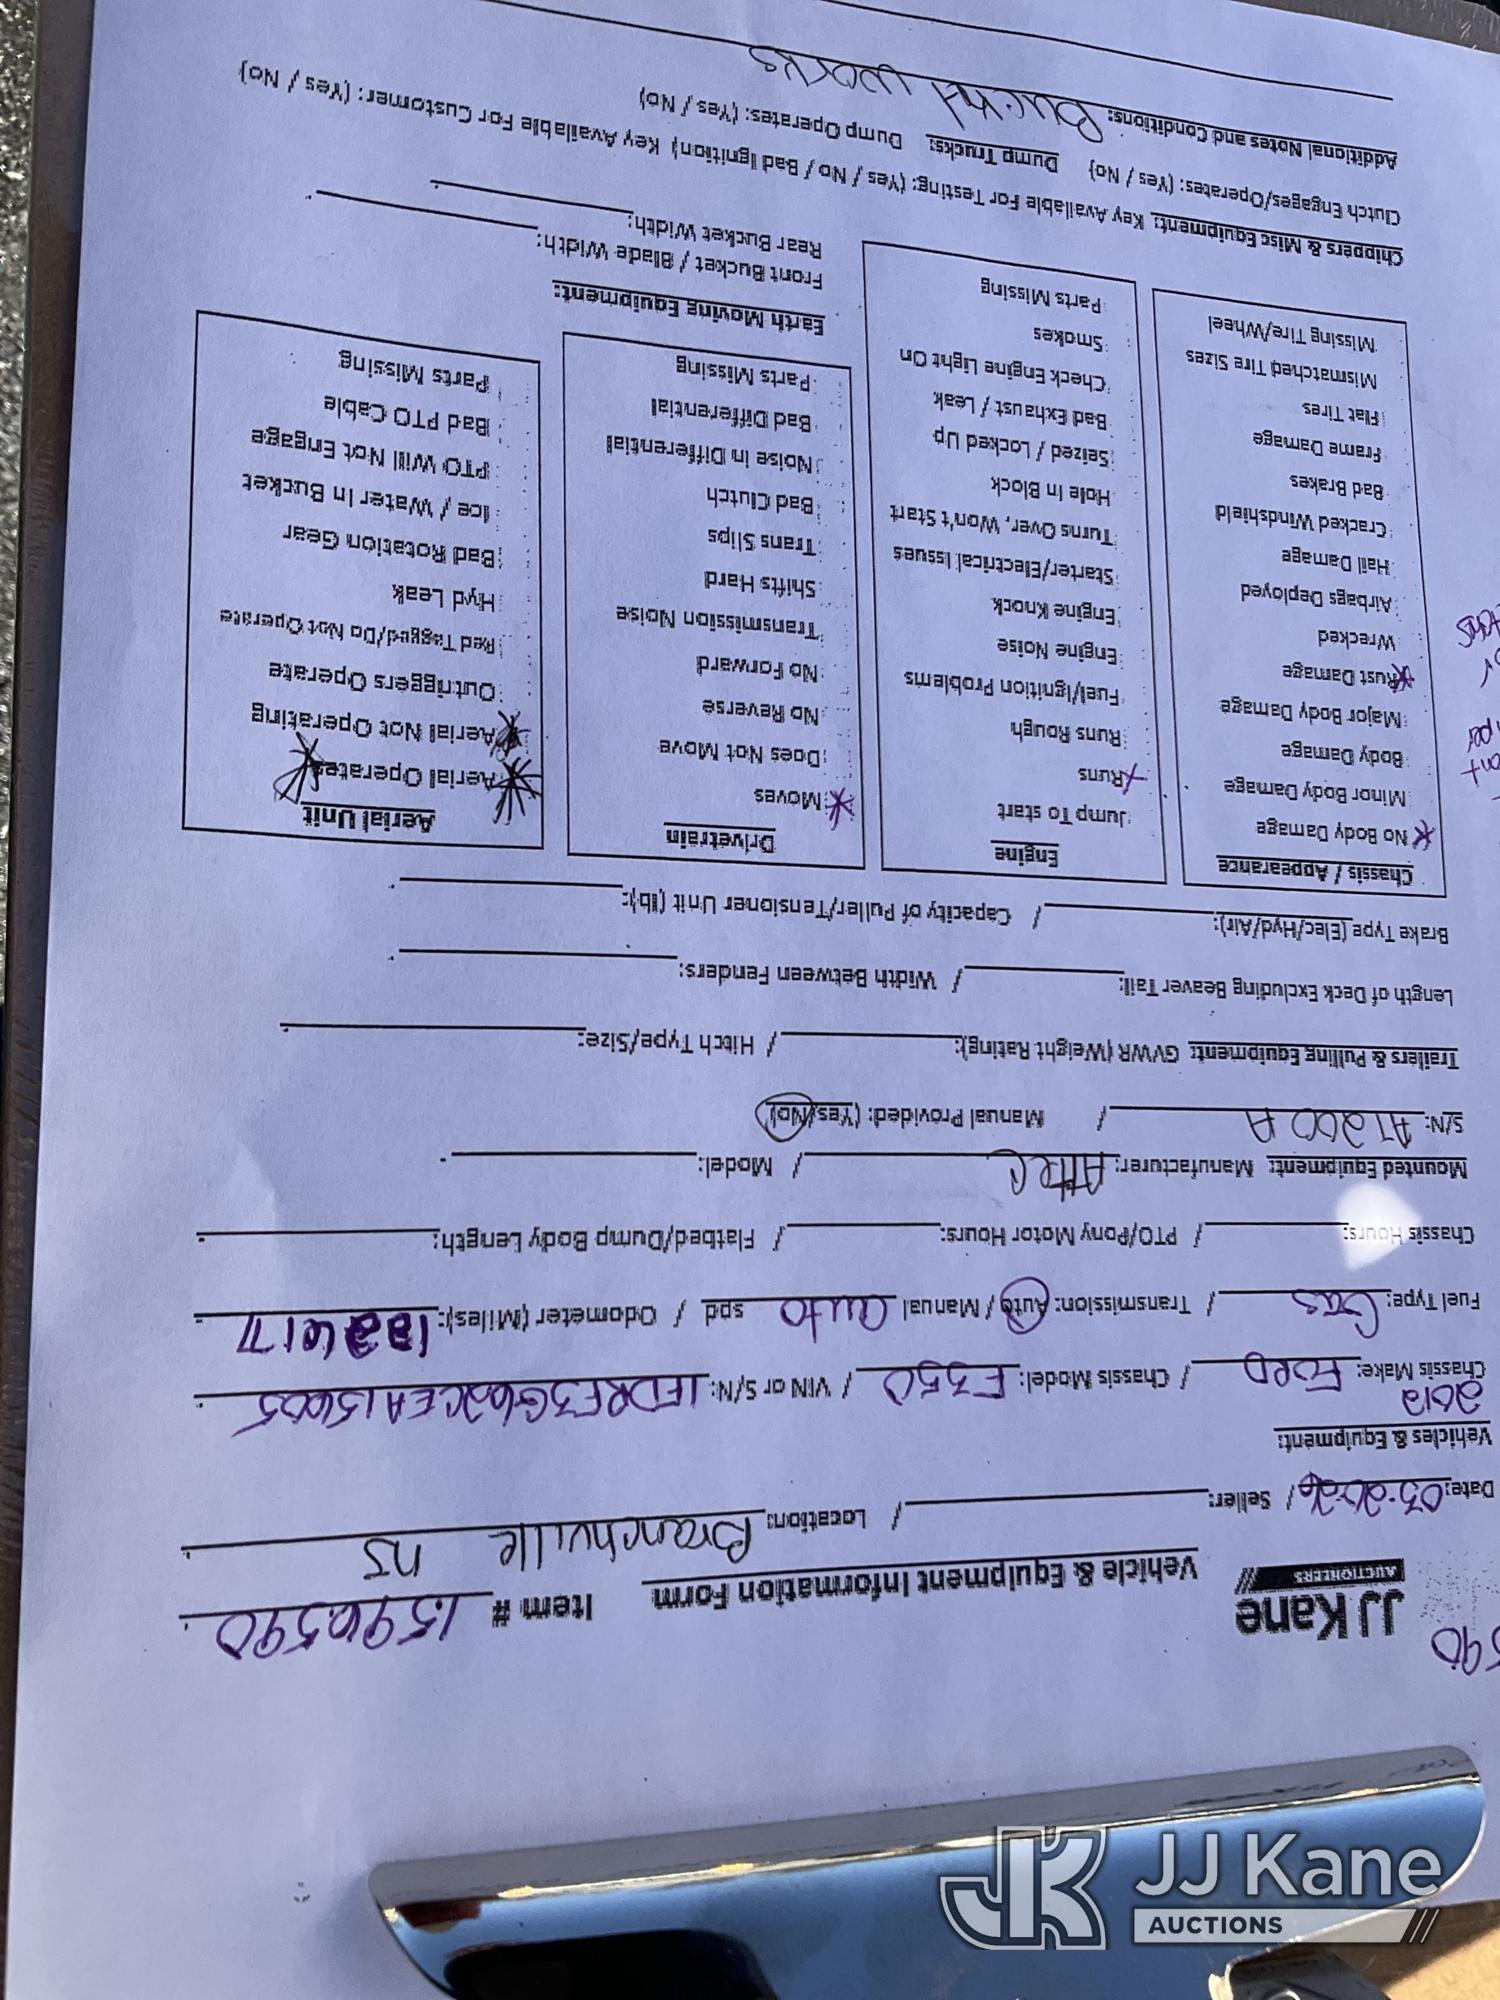 JJ Kane
AUCTIONEERS
Vehicle & Equipment Information Form Item # 1596590
590
Date: 03-20-26 / Seller: / Location: Branchville NJ
Vehicles & Equipment:
2012
Chassis Make: FORD / Chassis Model: E350 / VIN or S/N:
Fuel Type: Gas / Transmission: Auto / Manual auto spd / Odometer (Miles):
Chassis Hours: / PTO/Pony Motor Hours: / Flatbed/Dump Body Length:
Mounted Equipment: Manufacturer: Altec / Model:
S/N: AT200A / Manual Provided: (Yes/No)
Trailers & Pulling Equipment: GVWR (Weight Rating): / Hitch Type/Size:
Length of Deck Excluding Beaver Tail: / Width Between Fenders:
Brake Type (Elec/Hyd/Air): / Capacity of Puller/Tensioner Unit (lb):
Chassis / Appearance
No Body Damage
Minor Body Damage
Body Damage
Major Body Damage
Rust Damage
Wrecked
Airbags Deployed
Hail Damage
Cracked Windshield
Bad Brakes
Frame Damage
Flat Tires
Mismatched Tire Sizes
Missing Tire/Wheel
Engine
Jump To start
Runs
Runs Rough
Fuel/Ignition Problems
Engine Noise
Engine Knock
Starter/Electrical Issues
Turns Over, Won't Start
Hole In Block
Seized / Locked Up
Bad Exhaust / Leak
Check Engine Light On
Smokes
Parts Missing
Drivetrain
Moves
Does Not Move
No Reverse
No Forward
Transmission Noise
Shifts Hard
Trans Slips
Bad Clutch
Noise In Differential
Bad Differential
Parts Missing
Aerial Unit
Aerial Operates
Aerial Not Operating
Outriggers Operate
Red Tagged/Do Not Operate
Hyd Leak
Bad Rotation Gear
Ice / Water In Bucket
PTO Will Not Engage
Bad PTO Cable
Parts Missing
Earth Moving Equipment:
Front Bucket / Blade Width:
Rear Bucket Width:
Chippers & Misc Equipment: Key Available For Testing: (Yes / No / Bad Ignition) Key Available For Customer: (Yes / No)
Clutch Engages/Operates: (Yes / No) Dump Trucks: Dump Operates: (Yes / No)
Additional Notes and Conditions: Bucket works
JK JJ Kane
AUCTIONS